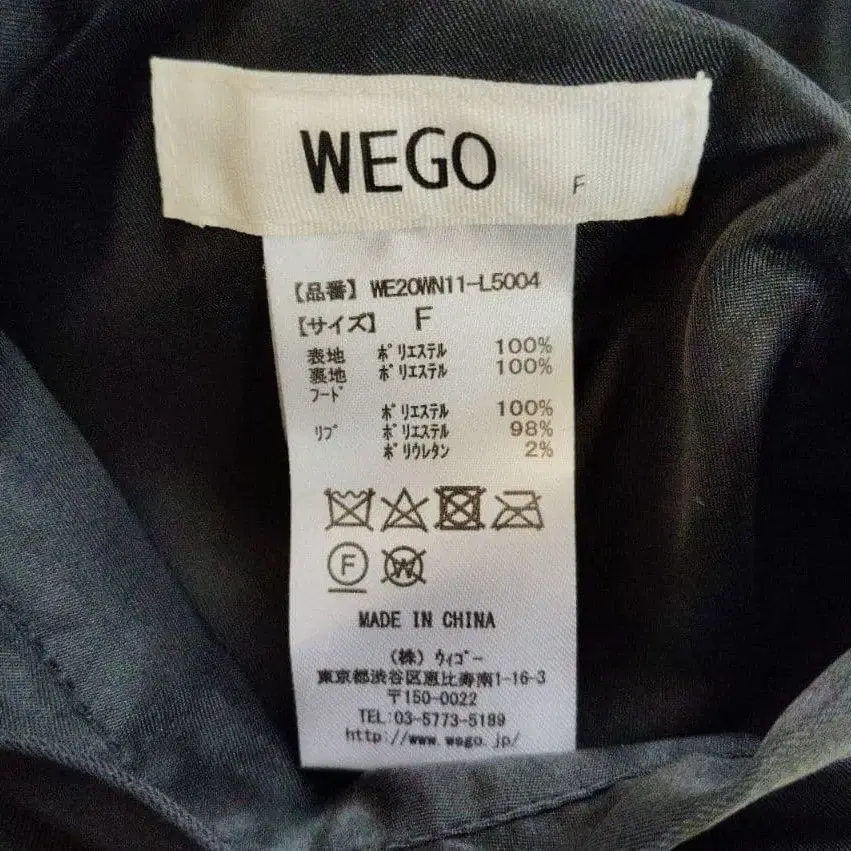 WEGO
F
【品番】 WE20WN11-L5004
【サイズ】 F
表地 ポリエステル 100%
裏地 ポリエステル 100%
フード
ポリエステル 100%
リブ ポリエステル 98%
ポリウレタン 2%
F W
MADE IN CHINA
(株) ウィゴー
東京都渋谷区恵比寿南1-16-3
〒150-0022
TEL:03-5773-5189
http://www.wego.jp/